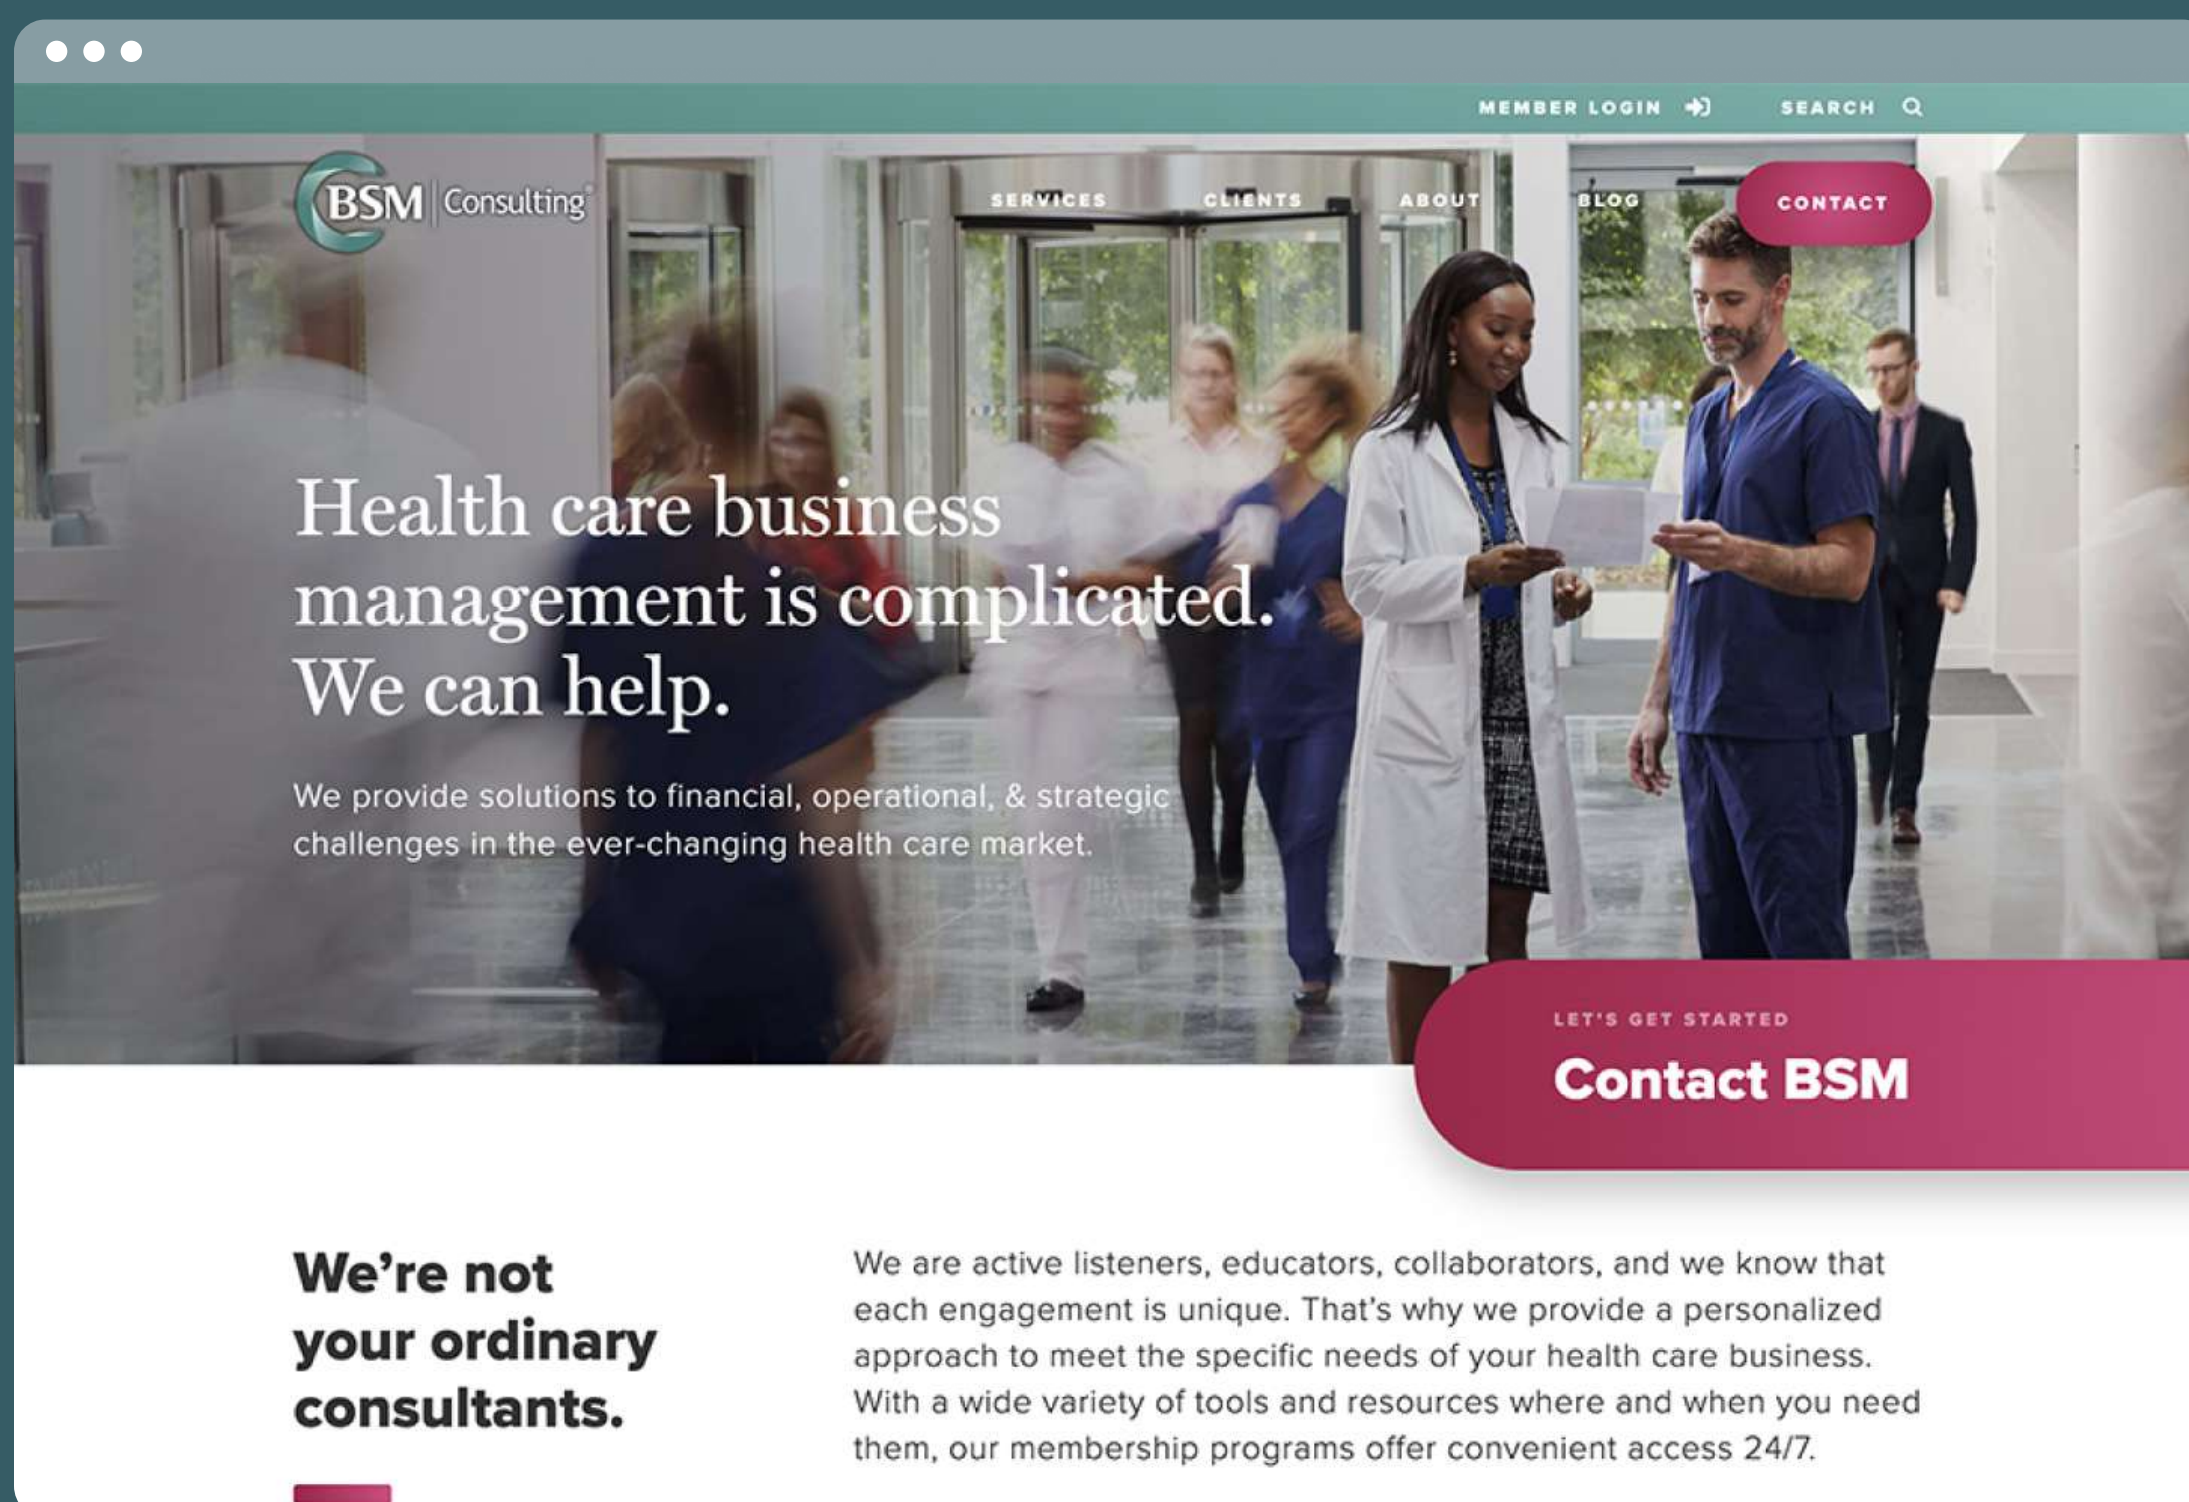 MEMBER LOGIN
SEARCH
BSM Consulting®
SERVICES
CLIENTS
ABOUT
BLOG
CONTACT
Health care business
management is complicated.
We can help.
We provide solutions to financial, operational, & strategic
challenges in the ever-changing health care market.
LET'S GET STARTED
Contact BSM
We're not
your ordinary
consultants.
We are active listeners, educators, collaborators, and we know that
each engagement is unique. That's why we provide a personalized
approach to meet the specific needs of your health care business.
With a wide variety of tools and resources where and when you need
them, our membership programs offer convenient access 24/7.